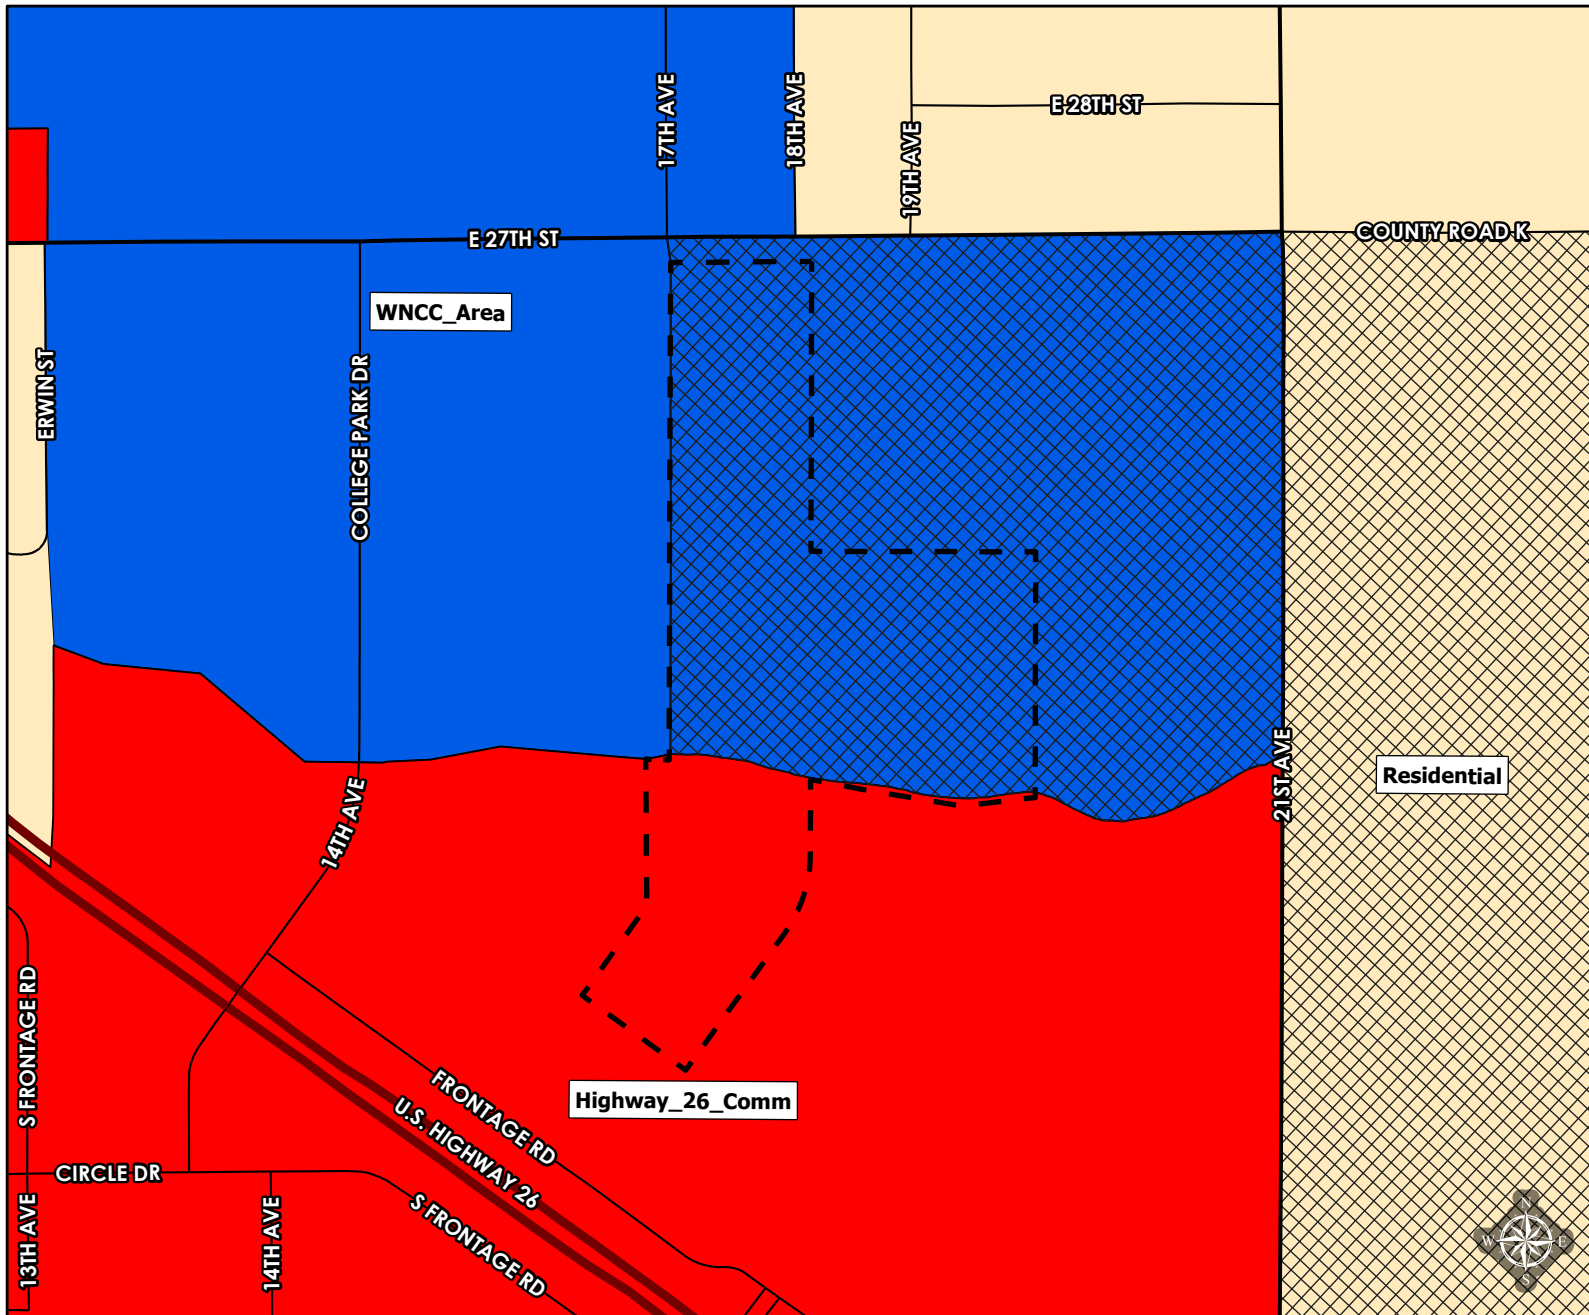 17TH AVE
18TH AVE
19TH AVE
E 28TH ST
E 27TH ST
COUNTY ROAD K
WNCC_Area
ERWIN ST
COLLEGE PARK DR
21ST AVE
Residential
14TH AVE
S FRONTAGE RD
FRONTAGE RD
U.S. HIGHWAY 26
Highway_26_Comm
CIRCLE DR
13TH AVE
14TH AVE
S FRONTAGE RD
N
W
E
S